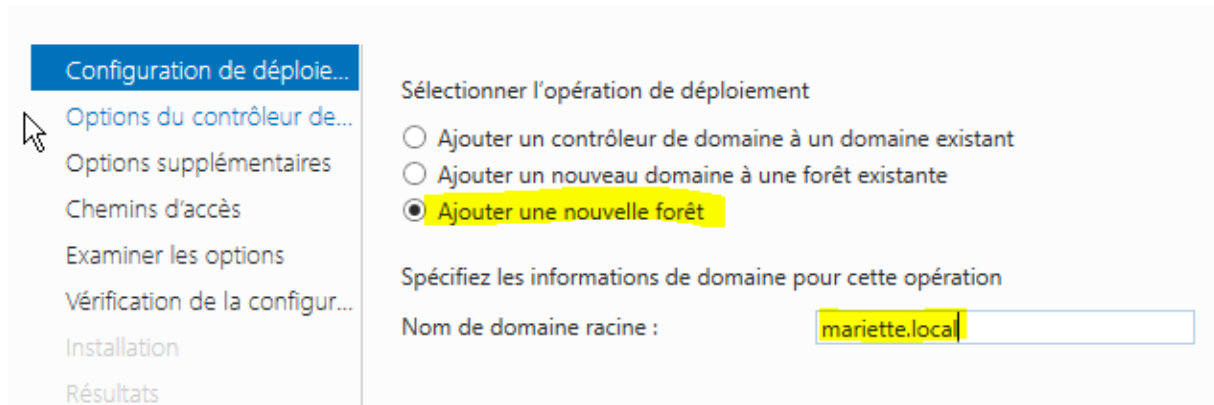 Configuration de déploie...
Options du contrôleur de...
Options supplémentaires
Chemins d'accès
Examiner les options
Vérification de la configur...
Installation
Résultats
Sélectionner l'opération de déploiement
Ajouter un contrôleur de domaine à un domaine existant
Ajouter un nouveau domaine à une forêt existante
Ajouter une nouvelle forêt
Spécifiez les informations de domaine pour cette opération
Nom de domaine racine : mariette.local